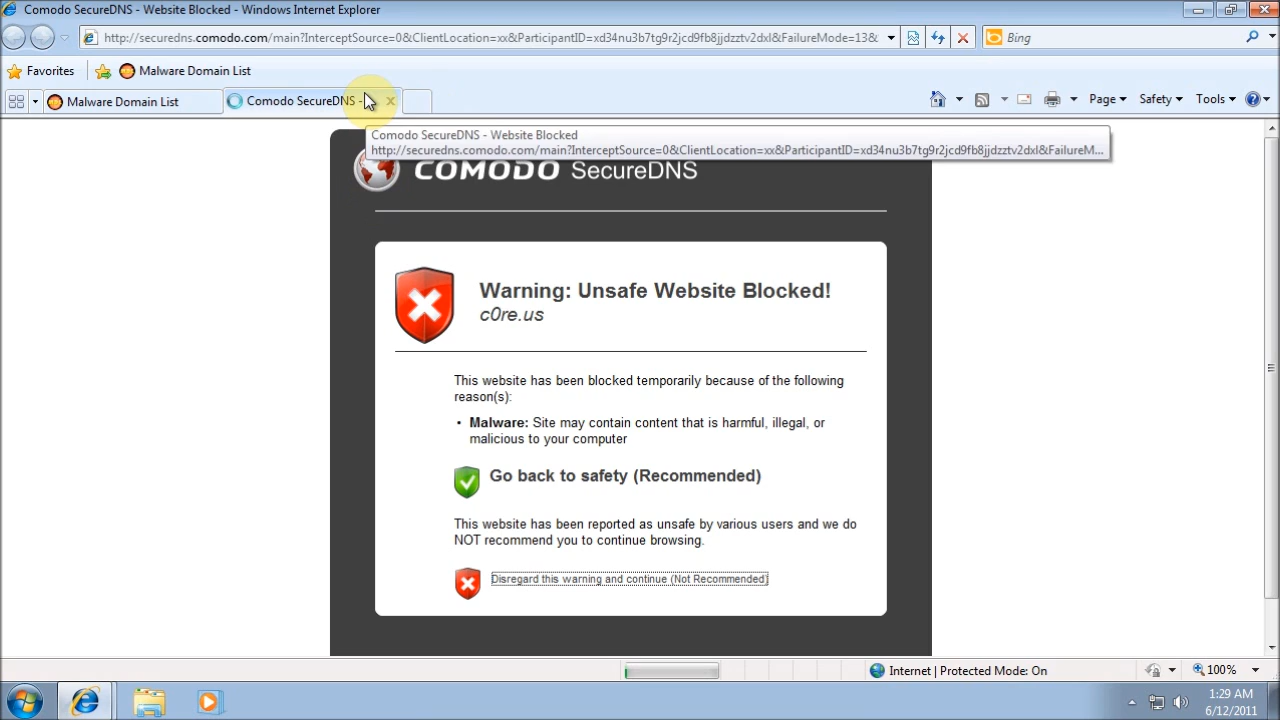 Comodo SecureDNS - Website Blocked - Windows Internet Explorer
http://securedns.comodo.com/main?InterceptSource=0&ClientLocation=xx&ParticipantID=xd34nu3b7tg9r2jcd9fb8jjdzztv2dxl&FailureMode=13&
Bing
Favorites
Malware Domain List
Malware Domain List
Comodo SecureDNS -
Page
Safety
Tools
Comodo SecureDNS - Website Blocked
http://securedns.comodo.com/main?InterceptSource=0&ClientLocation=xx&ParticipantID=xd34nu3b7tg9r2jcd9fb8jjdzztv2dxl&FailureM...
COMODO SecureDNS
Warning: Unsafe Website Blocked!
c0re.us
This website has been blocked temporarily because of the following
reason(s):
• Malware: Site may contain content that is harmful, illegal, or
malicious to your computer
Go back to safety (Recommended)
This website has been reported as unsafe by various users and we do
NOT recommend you to continue browsing.
Disregard this warning and continue (Not Recommended)
Internet | Protected Mode: On
100%
1:29 AM
6/12/2011